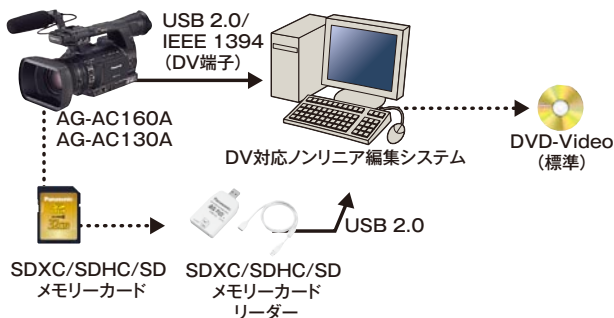 USB 2.0/
IEEE 1394
（DV端子）
AG-AC160A
AG-AC130A
DV対応ノンリニア編集システム
DVD-Video
（標準）
USB 2.0
SDXC/SDHC/SD
メモリーカード
SDXC/SDHC/SD
メモリーカード
リーダー
Panasonic